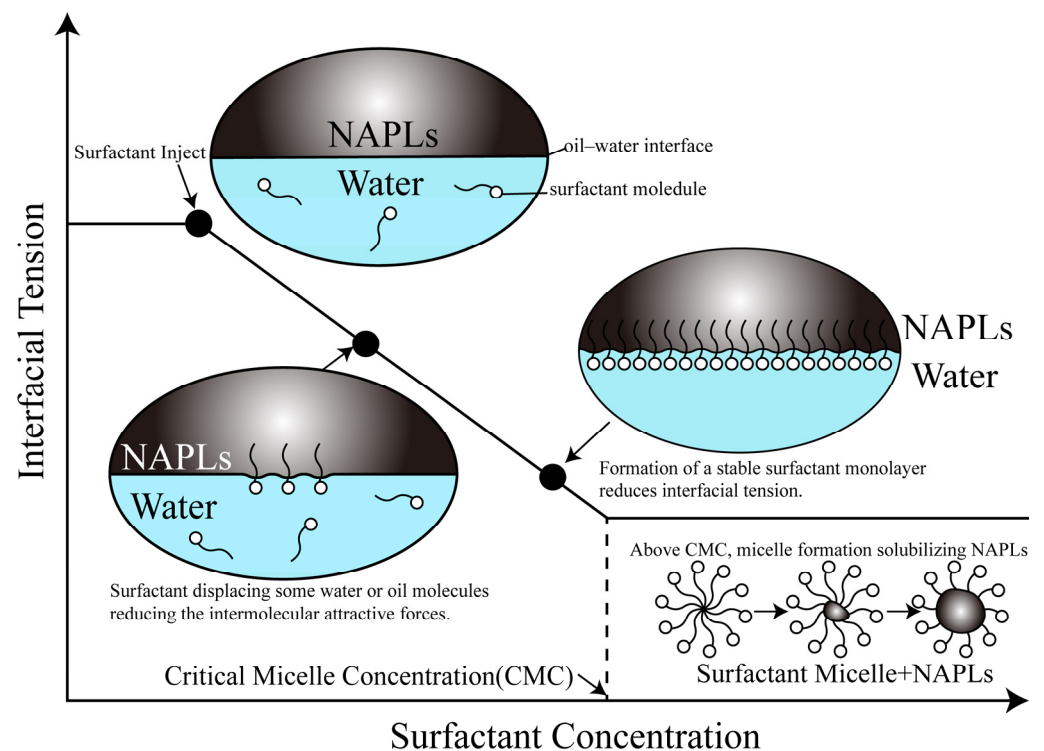 NAPLs
Surfactant Inject
oil–water interface
Water
surfactant moledule
Interfacial Tension
NAPLs
Water
NAPLs
Water
Formation of a stable surfactant monolayer
reduces interfacial tension.
Above CMC, micelle formation solubilizing NAPLs
Surfactant displacing some water or oil molecules
reducing the intermolecular attractive forces.
Critical Micelle Concentration(CMC)
Surfactant Micelle+NAPLs
Surfactant Concentration